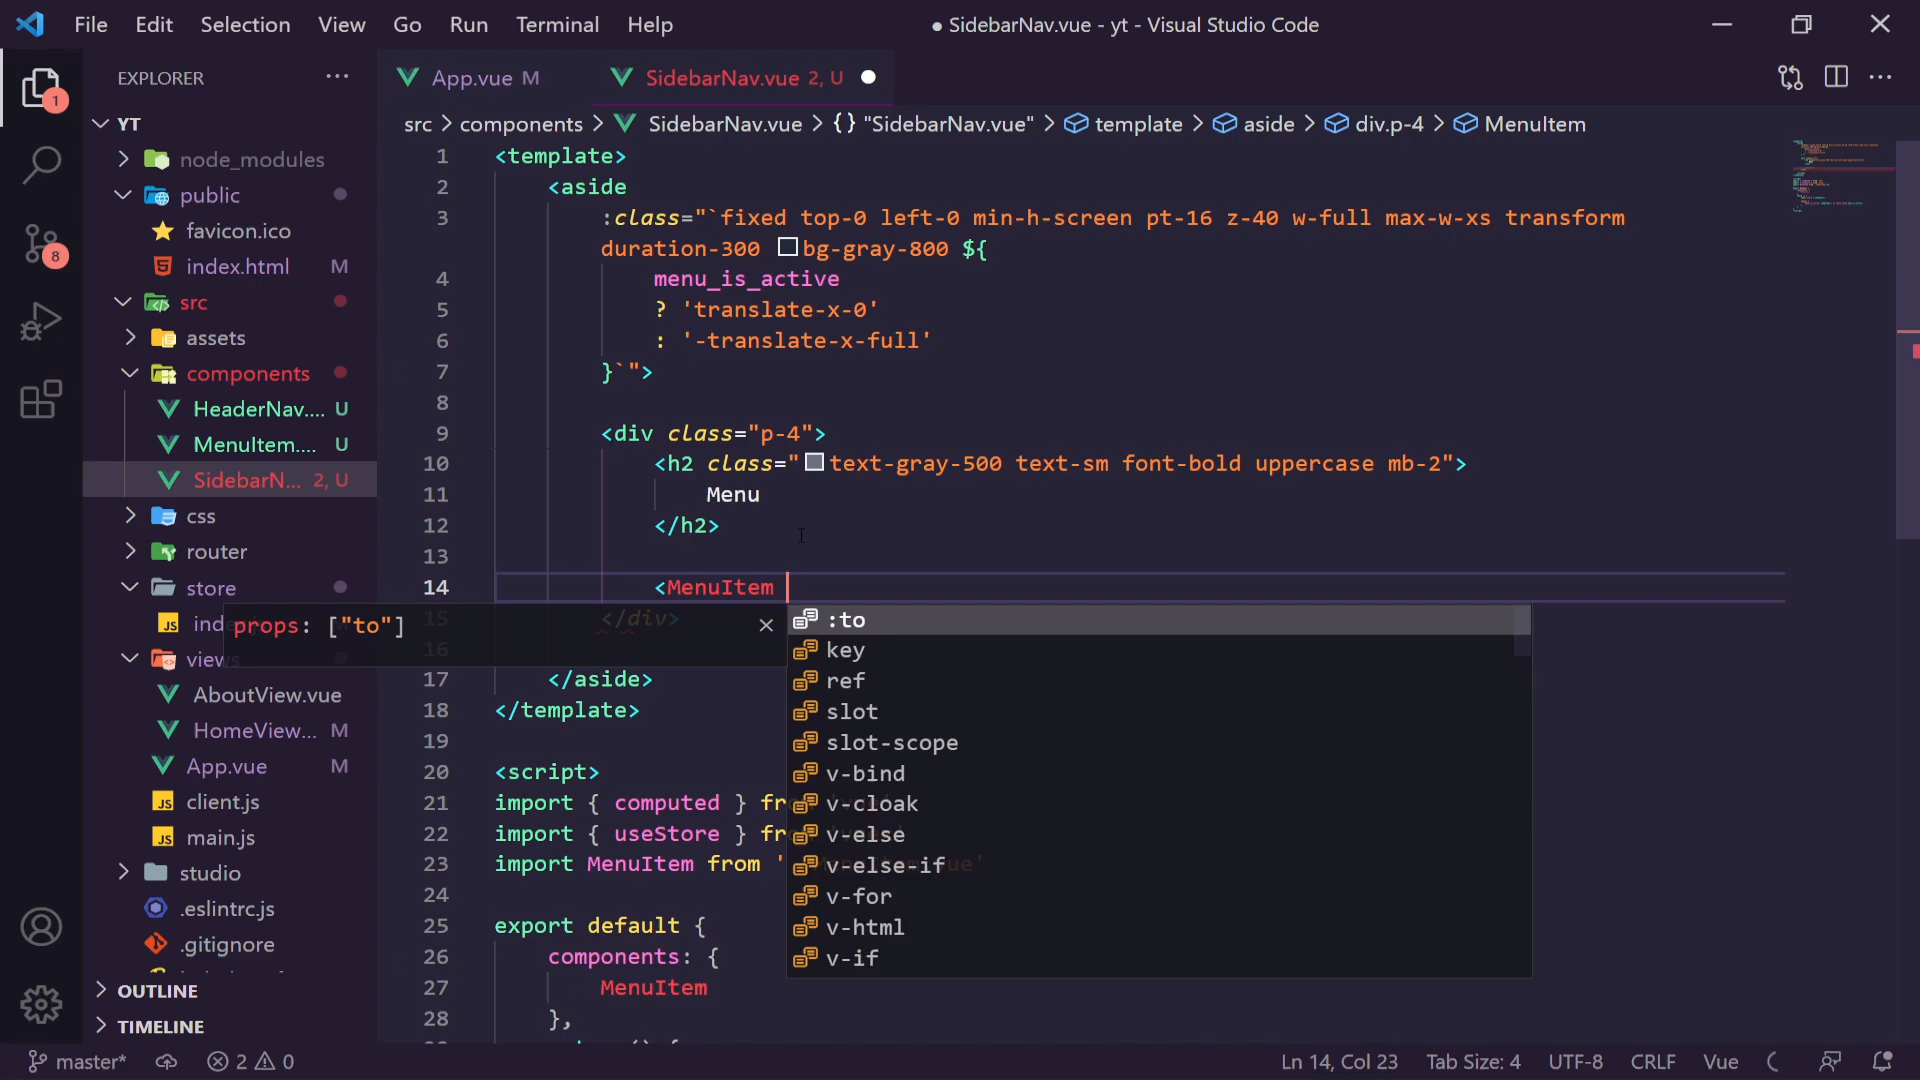 File Edit Selection View Go Run Terminal Help
● SidebarNav.vue - yt - Visual Studio Code
EXPLORER
App.vue M
SidebarNav.vue 2, U
src > components > SidebarNav.vue > {} "SidebarNav.vue" > template > aside > div.p-4 > MenuItem
1
8
YT
node_modules
public
favicon.ico
index.html M
src
assets
components
HeaderNav.... U
MenuItem.... U
SidebarN... 2, U
css
router
store
ind
views
AboutView.vue
HomeView... M
App.vue M
client.js
main.js
studio
.eslintrc.js
.gitignore
OUTLINE
TIMELINE
1 <template>
2 <aside
3 :class="`fixed top-0 left-0 min-h-screen pt-16 z-40 w-full max-w-xs transform
duration-300 bg-gray-800 ${
4 menu_is_active
5 ? 'translate-x-0'
6 : '-translate-x-full'
7 }`">
8
9 <div class="p-4">
10 <h2 class="text-gray-500 text-sm font-bold uppercase mb-2">
11 Menu
12 </h2>
13
14 <MenuItem
15 </div>
16
17 </aside>
18 </template>
19
20 <script>
21 import { computed } fro
22 import { useStore } fro
23 import MenuItem from '
24
25 export default {
26 components: {
27 MenuItem
28 },
props: ["to"]
:to
key
ref
slot
slot-scope
v-bind
v-cloak
v-else
v-else-if
v-for
v-html
v-if
master* 2 0
Ln 14, Col 23 Tab Size: 4 UTF-8 CRLF Vue